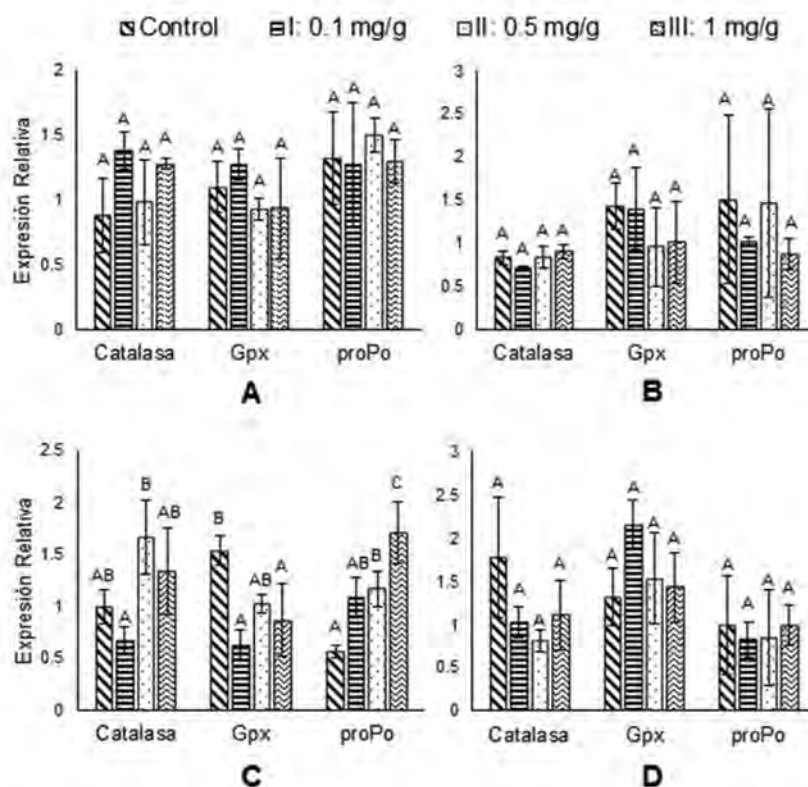 Control I: 0.1 mg/g II: 0.5 mg/g III: 1 mg/g
Expresión Relativa
2
1.5
1
0.5
0
A A A A A A A A A A A A
Catalasa Gpx proPo
A
3
2.5
2
1.5
1
0.5
0
A A A A A A A A A A A A
Catalasa Gpx proPo
B
Expresión Relativa
2.5
2
1.5
1
0.5
0
AB A B AB B A AB A A AB B C
Catalasa Gpx proPo
C
3
2.5
2
1.5
1
0.5
0
A A A A A A A A A A A A
Catalasa Gpx proPo
D